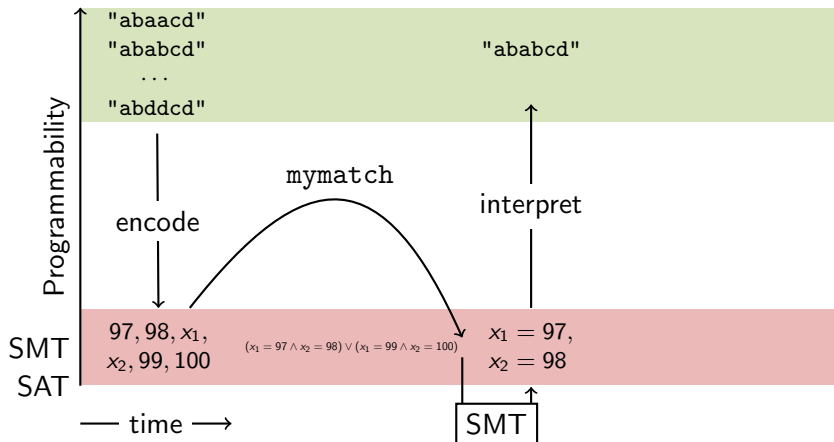 "abaacd"
"ababcd"
...
"abddcd"
"ababcd"
Programmability
mymatch
encode
interpret
97, 98, x₁,
x₂, 99, 100
(x₁ = 97 ∧ x₂ = 98) ∨ (x₁ = 99 ∧ x₂ = 100)
x₁ = 97,
x₂ = 98
SMT
SAT
time
SMT